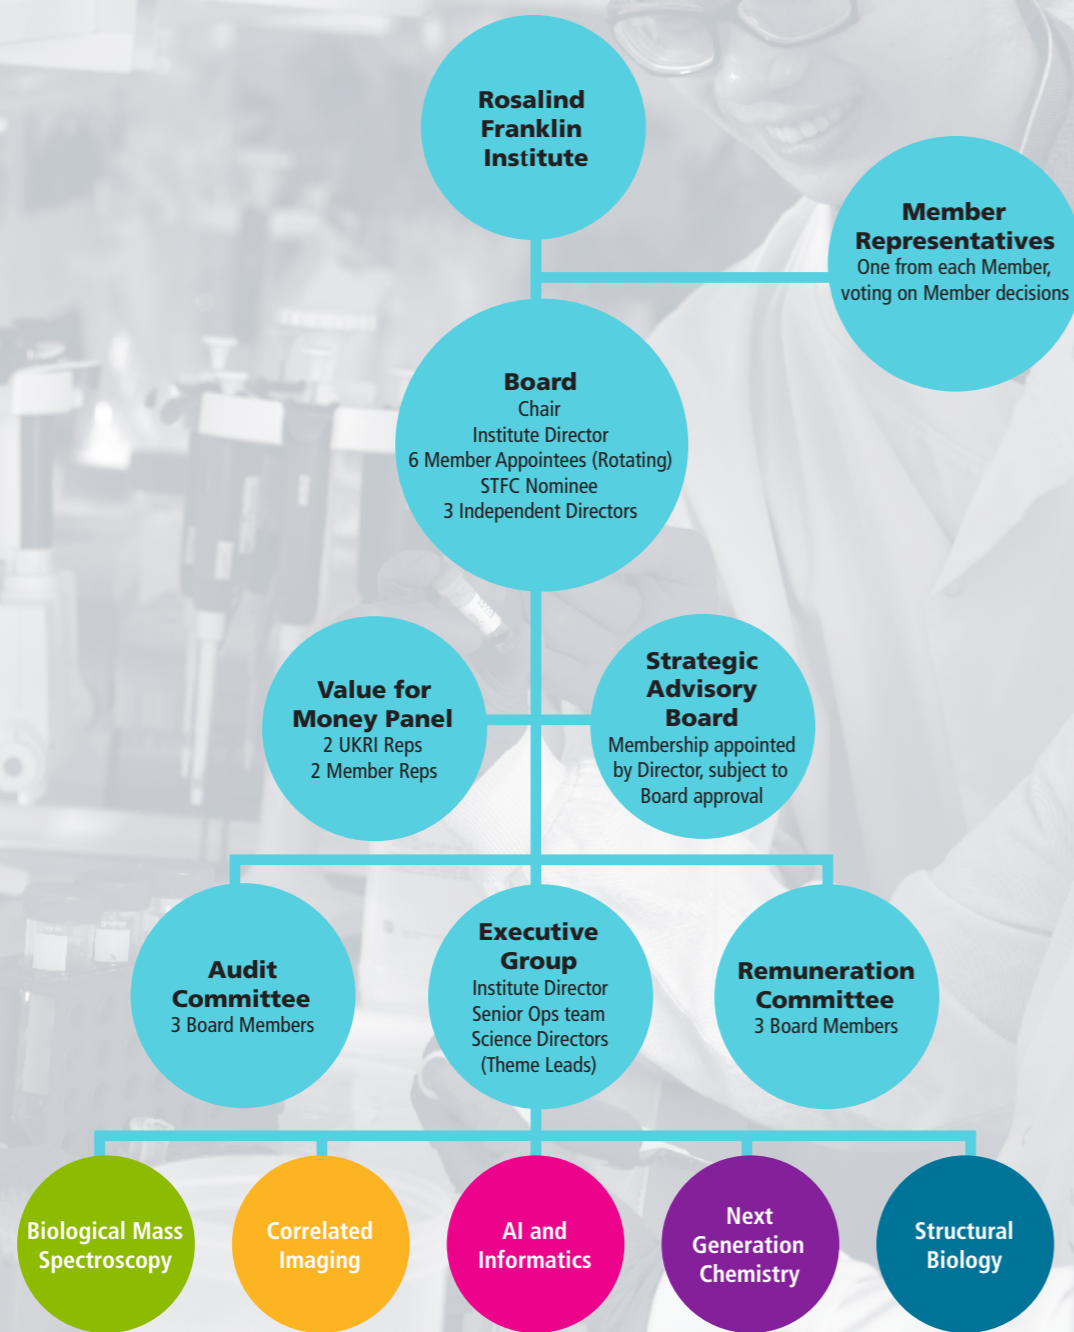 Rosalind
Franklin
Institute
Member
Representatives
One from each Member,
voting on Member decisions
Board
Chair
Institute Director
6 Member Appointees (Rotating)
STFC Nominee
3 Independent Directors
Value for
Money Panel
2 UKRI Reps
2 Member Reps
Strategic
Advisory
Board
Membership appointed
by Director, subject to
Board approval
Audit
Committee
3 Board Members
Executive
Group
Institute Director
Senior Ops team
Science Directors
(Theme Leads)
Remuneration
Committee
3 Board Members
Biological Mass
Spectroscopy
Correlated
Imaging
AI and
Informatics
Next
Generation
Chemistry
Structural
Biology